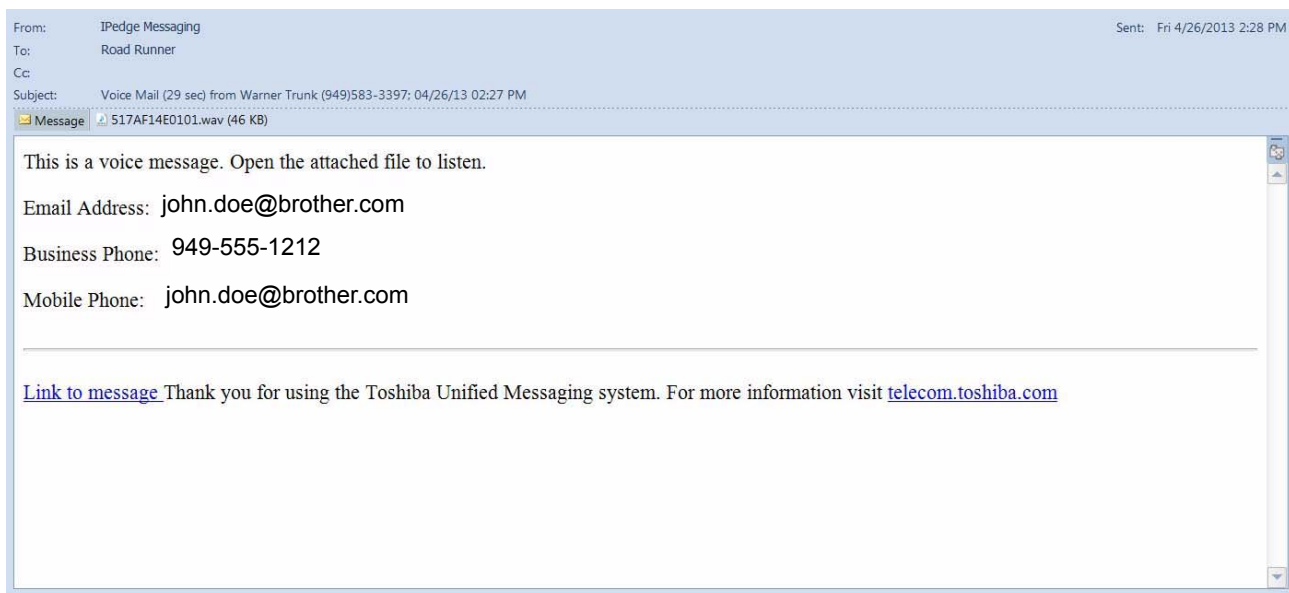 From: IPedge Messaging Sent: Fri 4/26/2013 2:28 PM
To: Road Runner
Cc:
Subject: Voice Mail (29 sec) from Warner Trunk (949)583-3397; 04/26/13 02:27 PM
Message 517AF14E0101.wav (46 KB)
This is a voice message. Open the attached file to listen.
Email Address: john.doe@brother.com
Business Phone: 949-555-1212
Mobile Phone: john.doe@brother.com
Link to message Thank you for using the Toshiba Unified Messaging system. For more information visit telecom.toshiba.com